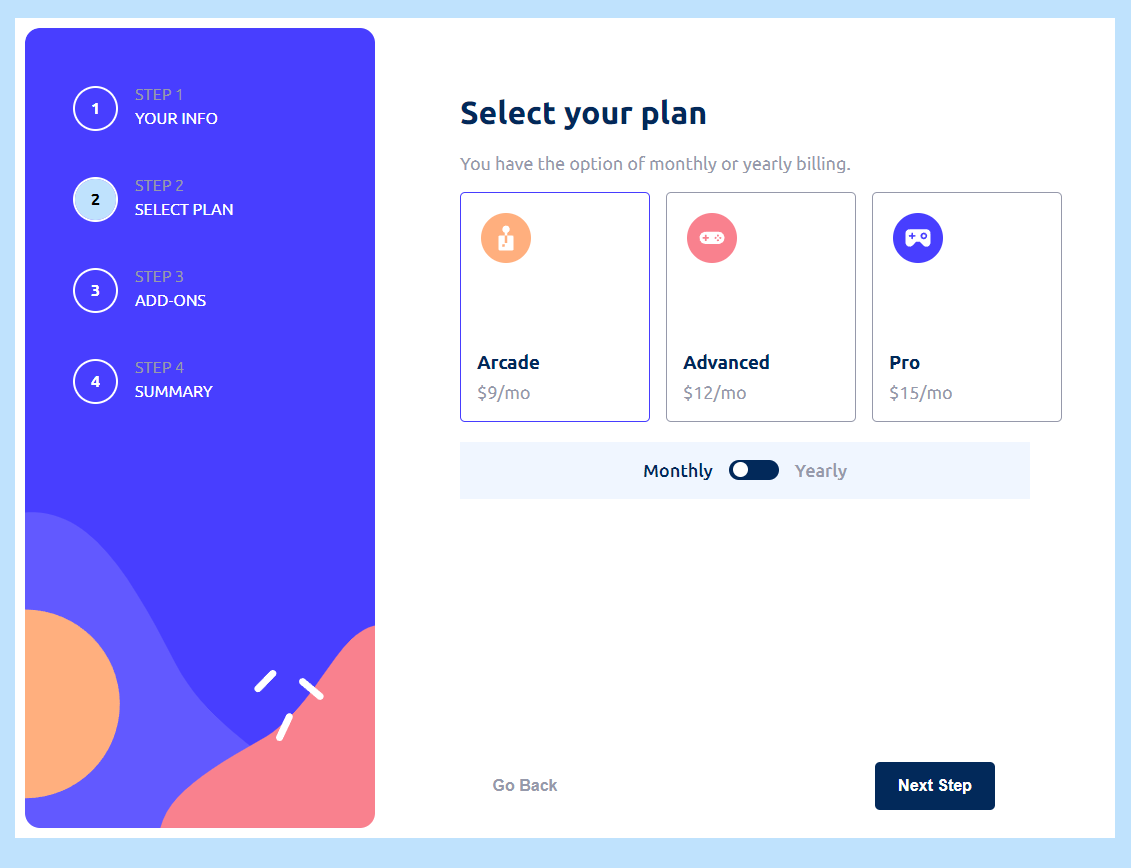 1
STEP 1
YOUR INFO
2
STEP 2
SELECT PLAN
3
STEP 3
ADD-ONS
4
STEP 4
SUMMARY
Select your plan
You have the option of monthly or yearly billing.
Arcade
$9/mo
Advanced
$12/mo
Pro
$15/mo
Monthly Yearly
Go Back
Next Step